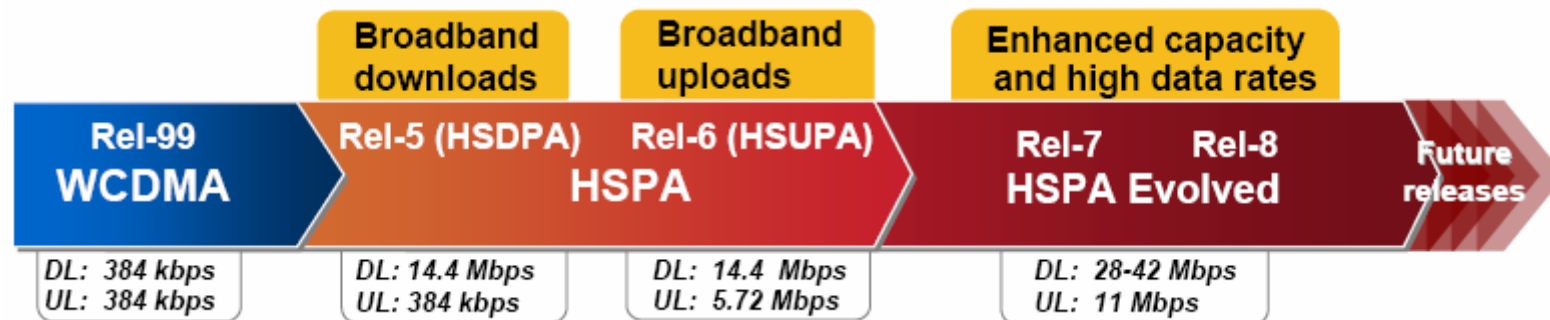 Broadband
downloads
Broadband
uploads
Enhanced capacity
and high data rates
Rel-99
WCDMA
Rel-5 (HSDPA)
Rel-6 (HSUPA)
HSPA
Rel-7
Rel-8
HSPA Evolved
Future
releases
DL: 384 kbps
UL: 384 kbps
DL: 14.4 Mbps
UL: 384 kbps
DL: 14.4 Mbps
UL: 5.72 Mbps
DL: 28-42 Mbps
UL: 11 Mbps